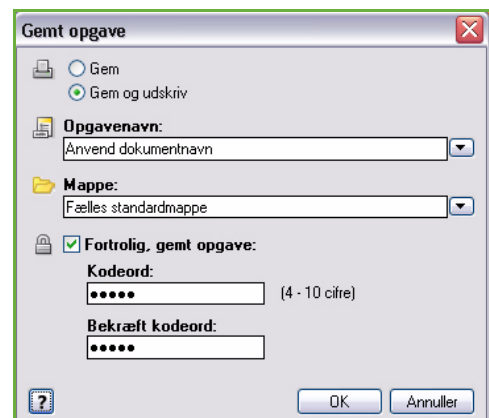 Gemt opgave
Gem
Gem og udskriv
Opgavenavn:
Anvend dokumentnavn
Mappe:
Fælles standardmappe
Fortrolig, gemt opgave:
Kodeord:
••••• (4 - 10 cifre)
Bekræft kodeord:
•••••
? OK Annuller